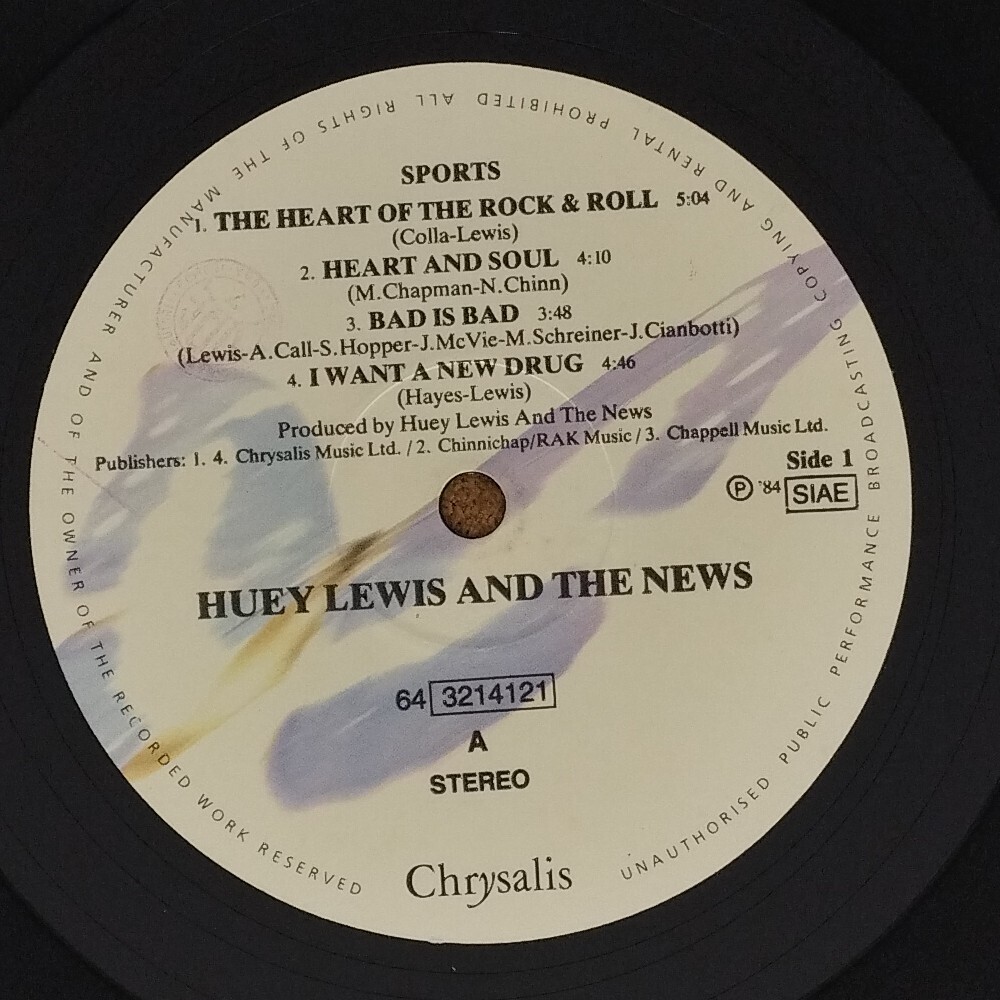 SPORTS
1. THE HEART OF THE ROCK & ROLL 5:04
(Colla-Lewis)
2. HEART AND SOUL 4:10
(M.Chapman-N.Chinn)
3. BAD IS BAD 3:48
(Lewis-A.Call-S.Hopper-J.McVie-M.Schreiner-J.Cianbotti)
4. I WANT A NEW DRUG 4:46
(Hayes-Lewis)
Produced by Huey Lewis And The News
Publishers: 1. 4. Chrysalis Music Ltd. / 2. Chinnichap/RAK Music / 3. Chappell Music Ltd.
Side 1
Ⓟ '84 SIAE
HUEY LEWIS AND THE NEWS
64 3214121
A
STEREO
Chrysalis
UNAUTHORISED PUBLIC PERFORMANCE BROADCASTING COPYING AND RENTAL PROHIBITED ALL RIGHTS OF THE MANUFACTURER AND OF THE OWNER OF THE RECORDED WORK RESERVED